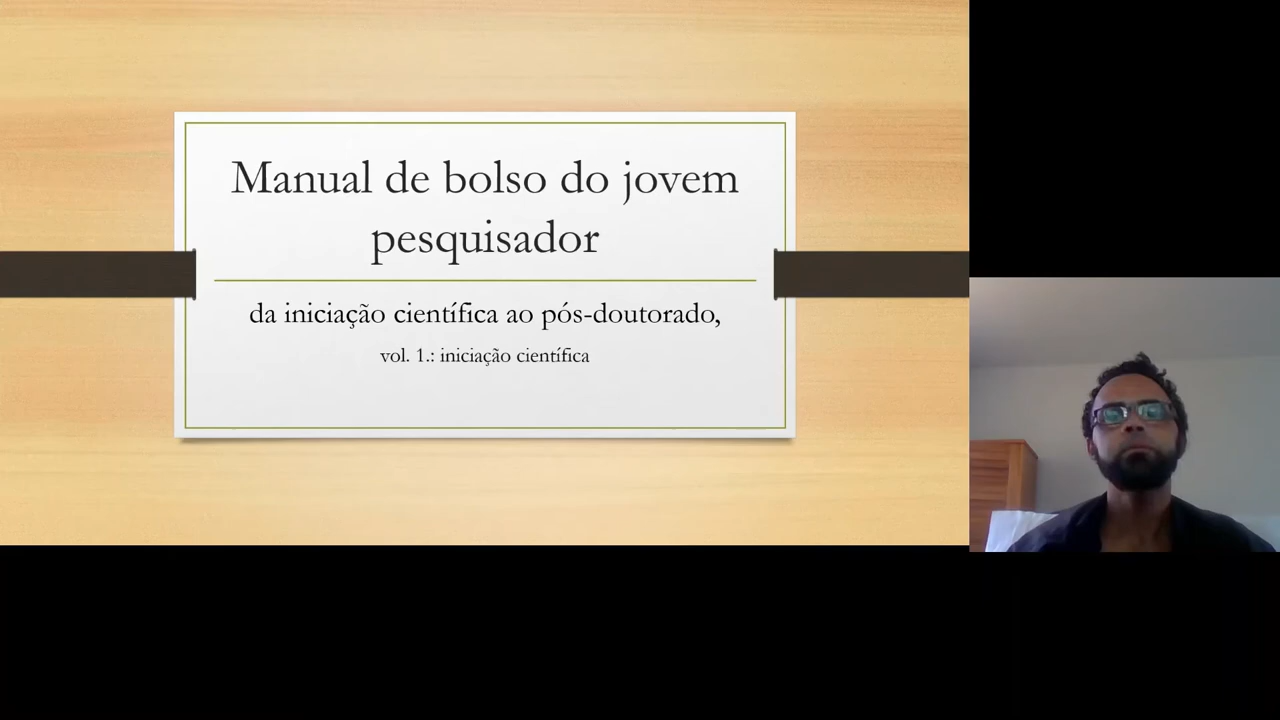 Manual de bolso do jovem
pesquisador
da iniciação científica ao pós-doutorado,
vol. 1.: iniciação científica